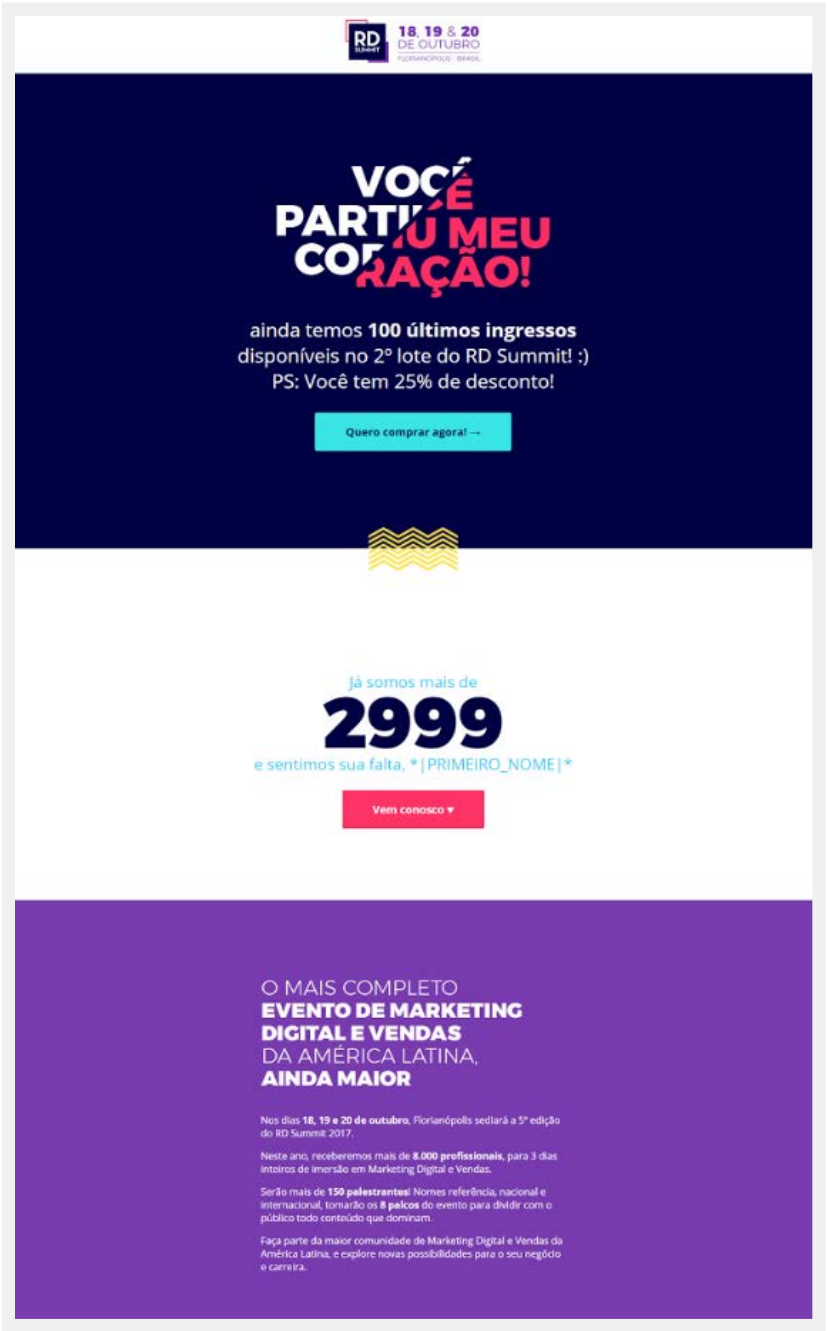 RD
SUMMIT
18, 19 & 20
DE OUTUBRO
FLORIANÓPOLIS - BRASIL
VOCÊ
PARTIU MEU
CORAÇÃO!
ainda temos 100 últimos ingressos
disponíveis no 2º lote do RD Summit! :)
PS: Você tem 25% de desconto!
Quero comprar agora! →
Já somos mais de
2999
e sentimos sua falta, *|PRIMEIRO_NOME|*
Vem conosco ♥
O MAIS COMPLETO
EVENTO DE MARKETING
DIGITAL E VENDAS
DA AMÉRICA LATINA,
AINDA MAIOR
Nos dias 18, 19 e 20 de outubro, Florianópolis sediará a 5ª edição
do RD Summit 2017.
Neste ano, receberemos mais de 8.000 profissionais, para 3 dias
inteiros de imersão em Marketing Digital e Vendas.
Serão mais de 150 palestrantes! Nomes referência, nacional e
internacional, tomarão os 8 palcos do evento para dividir com o
público todo conteúdo que dominam.
Faça parte da maior comunidade de Marketing Digital e Vendas da
América Latina, e explore novas possibilidades para o seu negócio
e carreira.